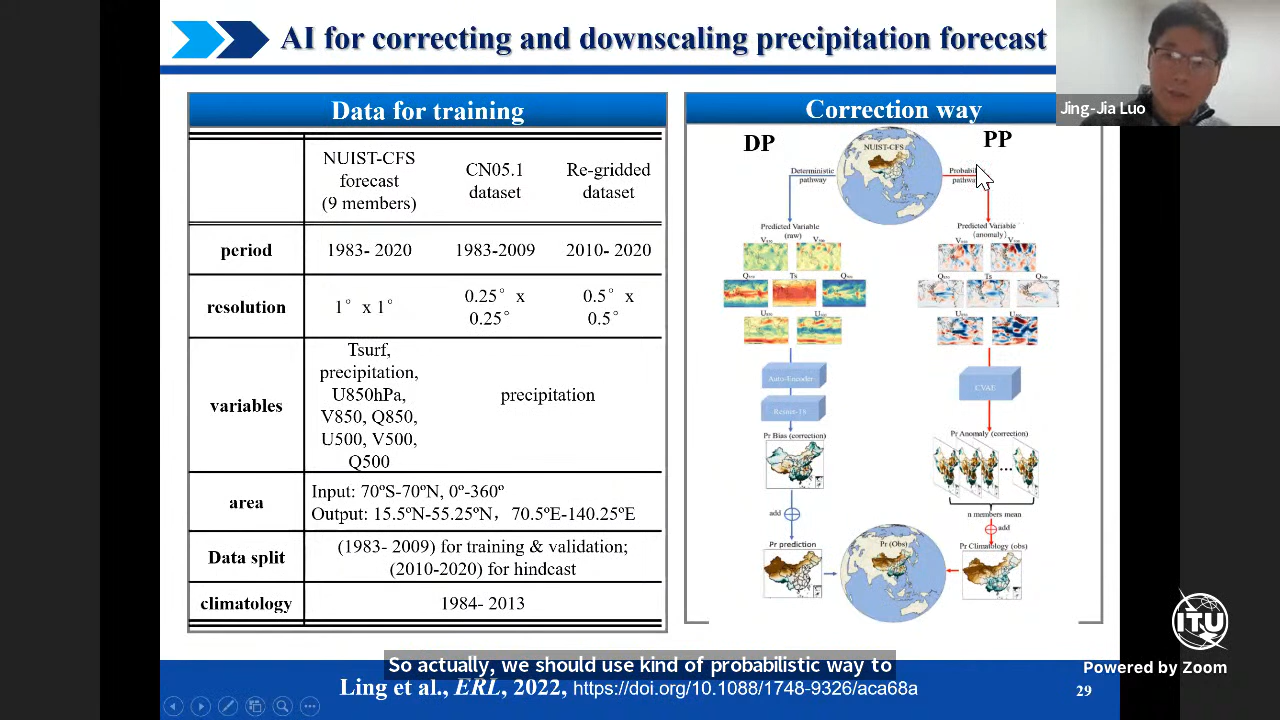 AI for correcting and downscaling precipitation forecast
Jing-Jia Luo
Data for training
NUIST-CFS
forecast
(9 members)
CN05.1
dataset
Re-gridded
dataset
period
1983- 2020
1983-2009
2010- 2020
resolution
1° x 1°
0.25° x
0.25°
0.5° x
0.5°
variables
Tsurf,
precipitation,
U850hPa,
V850, Q850,
U500, V500,
Q500
precipitation
area
Input: 70ºS-70ºN, 0º-360º
Output: 15.5ºN-55.25ºN，70.5ºE-140.25ºE
Data split
(1983- 2009) for training & validation;
(2010-2020) for hindcast
climatology
1984- 2013
Correction way
DP
PP
NUIST-CFS
Deterministic
pathway
pathway
Predicted Variable
(raw)
Predicted Variable
(anomaly)
V850
V500
Ts
U850
Auto-Encoder
CVAE
Pr Bias (correction)
Pr Anomaly (correction)
...
n members mean
add
add
Pr prediction
Pr (Obs)
Pr Climatology (obs)
ITU
Powered by Zoom
So actually, we should use kind of probabilistic way to
Ling et al., ERL, 2022, https://doi.org/10.1088/1748-9326/aca68a
29